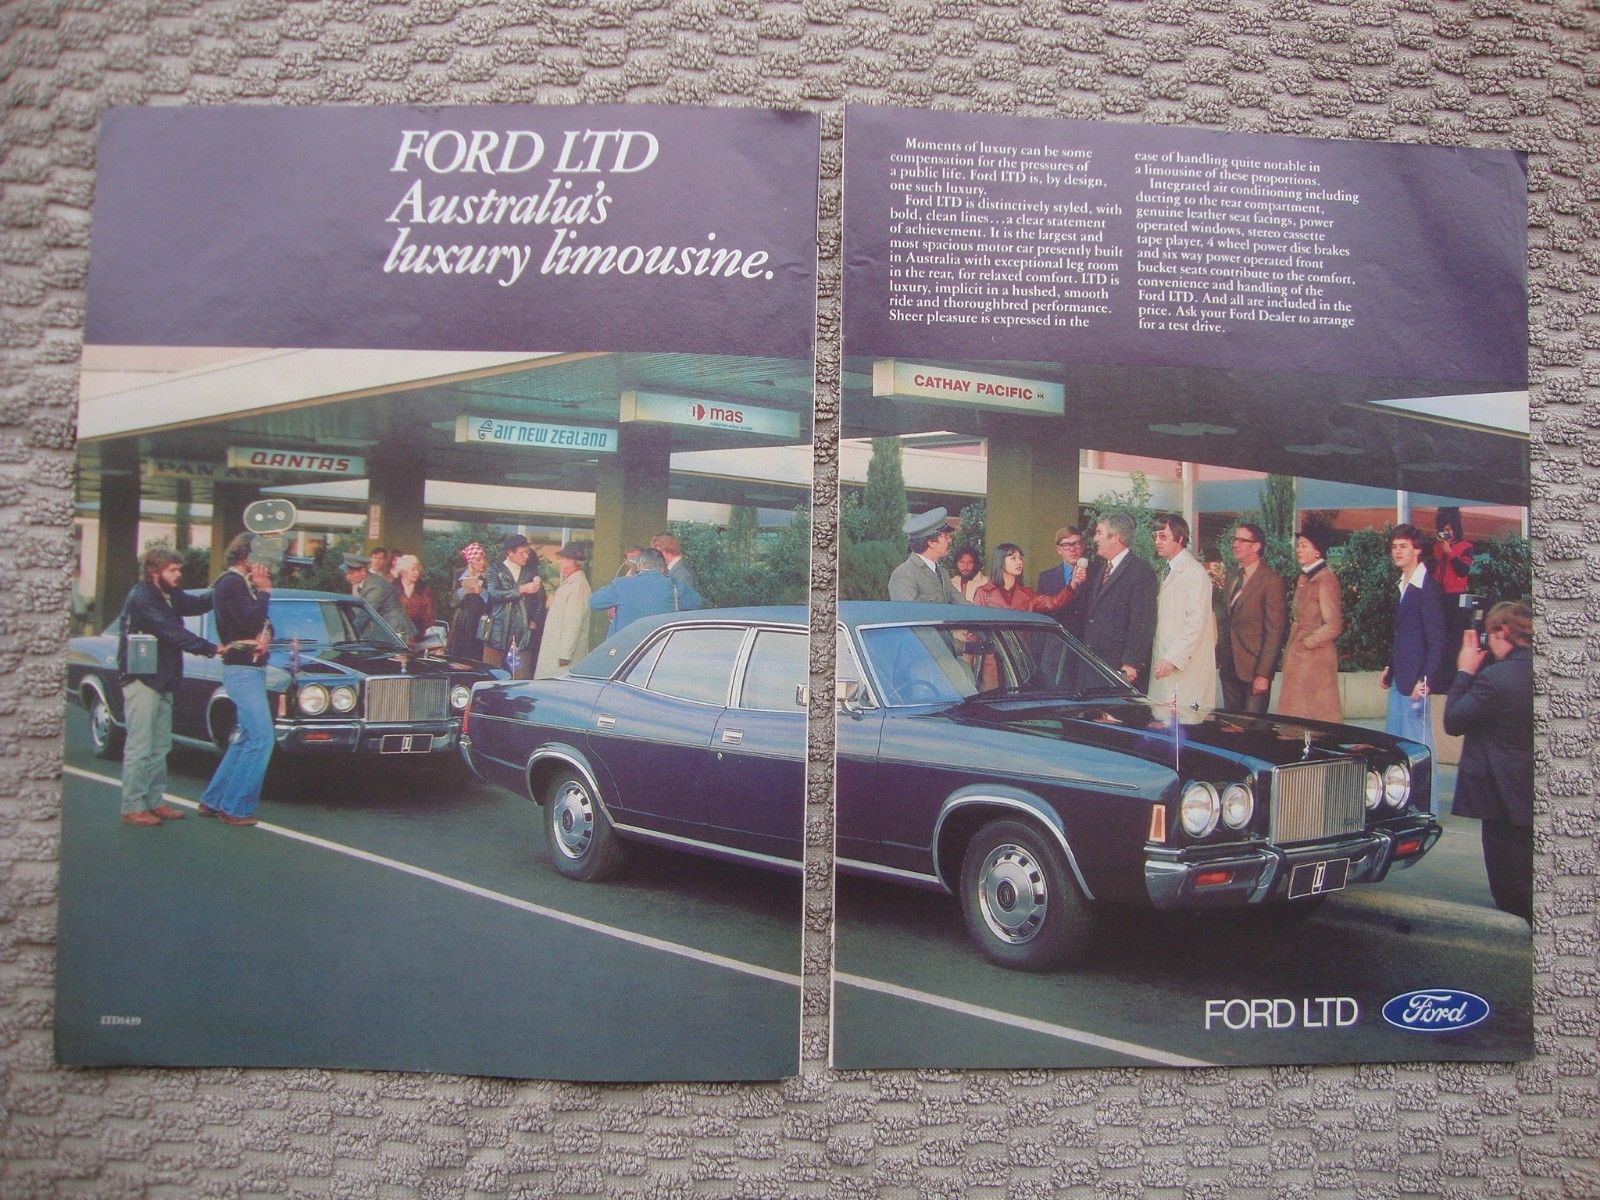 FORD LTD
Australia's
luxury limousine.
Moments of luxury can be some
compensation for the pressures of
a public life. Ford LTD is, by design,
one such luxury.
Ford LTD is distinctively styled, with
bold, clean lines...a clear statement
of achievement. It is the largest and
most spacious motor car presently built
in Australia with exceptional leg room
in the rear, for relaxed comfort. LTD is
luxury, implicit in a hushed, smooth
ride and thoroughbred performance.
Sheer pleasure is expressed in the
ease of handling quite notable in
a limousine of these proportions.
Integrated air conditioning including
ducting to the rear compartment,
genuine leather seat facings, power
operated windows, stereo cassette
tape player, 4 wheel power disc brakes
and six way power operated front
bucket seats contribute to the comfort,
convenience and handling of the
Ford LTD. And all are included in the
price. Ask your Ford Dealer to arrange
for a test drive.
PAN AM
QANTAS
air new zealand
mas
CATHAY PACIFIC
LTD1459
FORD LTD
Ford